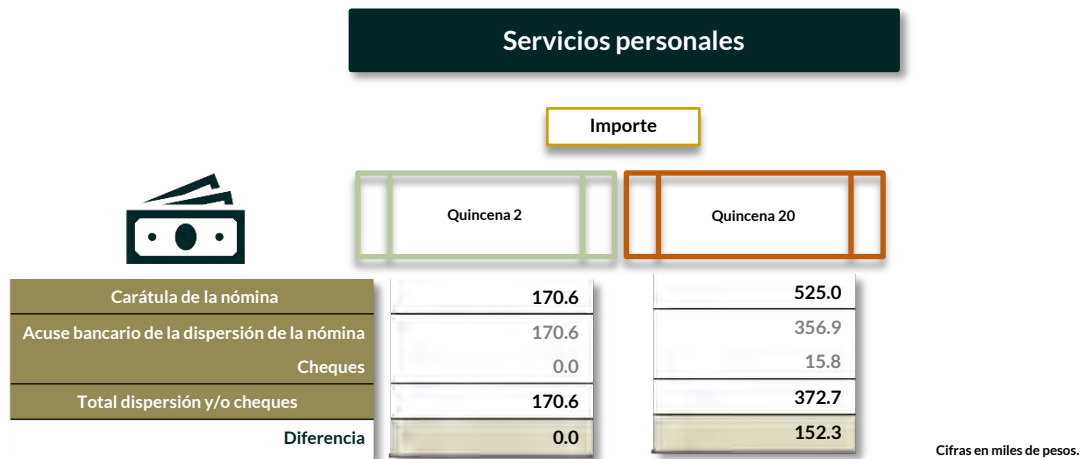 Servicios personales
Importe
Quincena 2
Quincena 20
Carátula de la nómina 170.6 525.0
Acuse bancario de la dispersión de la nómina 170.6 356.9
Cheques 0.0 15.8
Total dispersión y/o cheques 170.6 372.7
Diferencia 0.0 152.3
Cifras en miles de pesos.